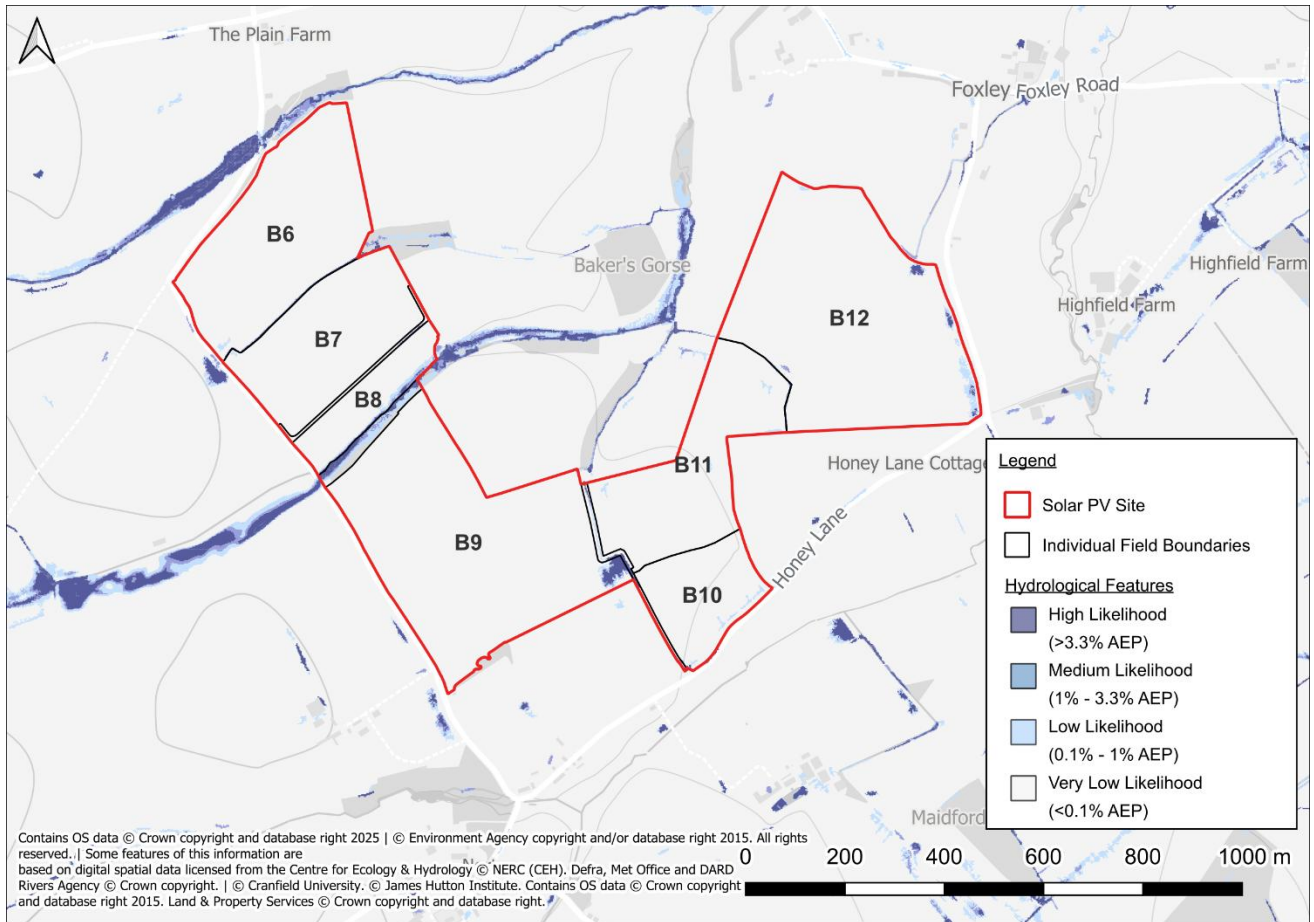 The Plain Farm
Foxley Foxley Road
B6
Baker's Gorse
Highfield Farm
Highfield Farm
B12
B7
B8
B11
Honey Lane Cottage
B9
Honey Lane
B10
Maidford
Legend
Solar PV Site
Individual Field Boundaries
Hydrological Features
High Likelihood
(>3.3% AEP)
Medium Likelihood
(1% - 3.3% AEP)
Low Likelihood
(0.1% - 1% AEP)
Very Low Likelihood
(<0.1% AEP)
Contains OS data © Crown copyright and database right 2025 | © Environment Agency copyright and/or database right 2015. All rights
reserved. | Some features of this information are
based on digital spatial data licensed from the Centre for Ecology & Hydrology © NERC (CEH). Defra, Met Office and DARD
Rivers Agency © Crown copyright. | © Cranfield University. © James Hutton Institute. Contains OS data © Crown copyright
and database right 2015. Land & Property Services © Crown copyright and database right.
0 200 400 600 800 1000 m